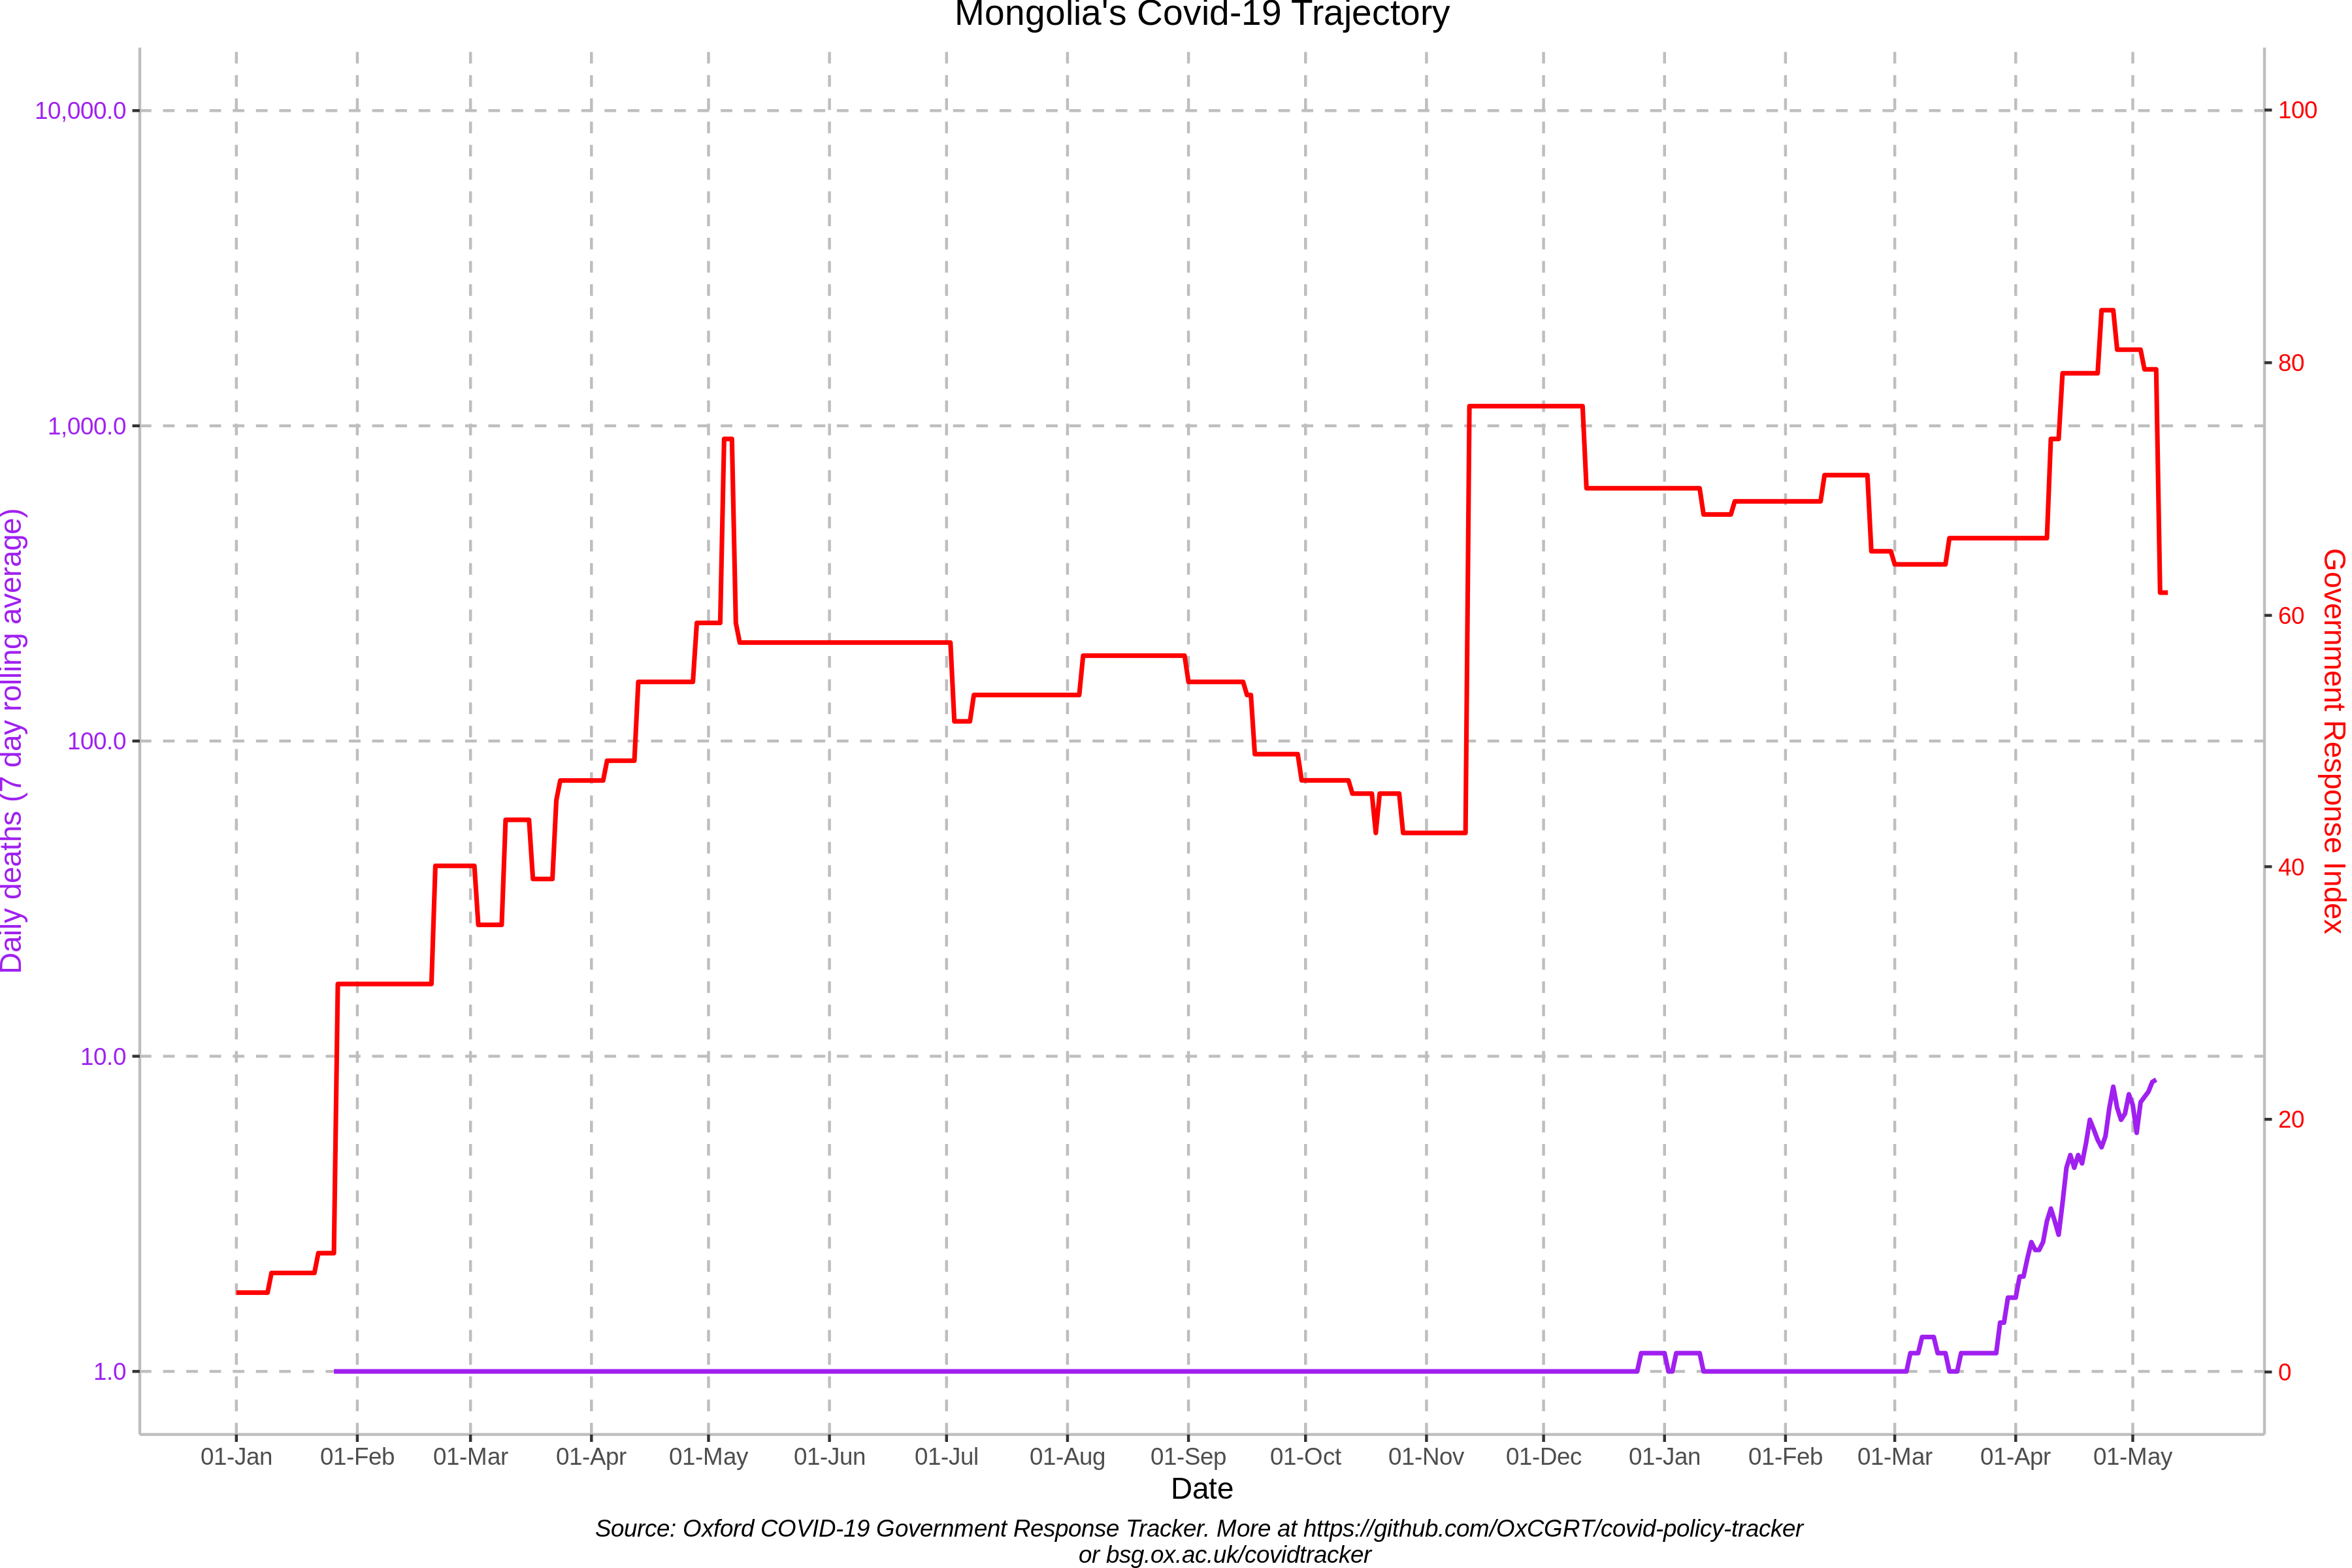 Mongolia's Covid-19 Trajectory
10,000.0
1,000.0
100.0
10.0
1.0
Daily deaths (7 day rolling average)
100
80
60
40
20
0
Government Response Index
01-Jan 01-Feb 01-Mar 01-Apr 01-May 01-Jun 01-Jul 01-Aug 01-Sep 01-Oct 01-Nov 01-Dec 01-Jan 01-Feb 01-Mar 01-Apr 01-May
Date
Source: Oxford COVID-19 Government Response Tracker. More at https://github.com/OxCGRT/covid-policy-tracker
or bsg.ox.ac.uk/covidtracker